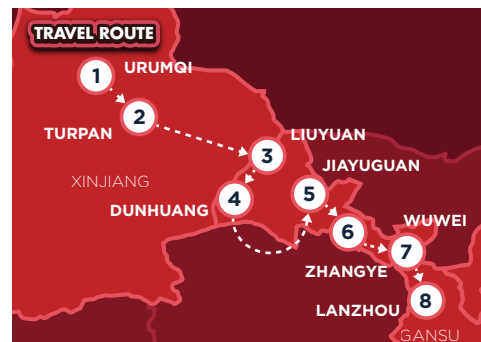 TRAVEL ROUTE
1
URUMQI
2
TURPAN
3
LIUYUAN
4
DUNHUANG
XINJIANG
5
JIAYUGUAN
6
ZHANGYE
7
WUWEI
8
LANZHOU
GANSU